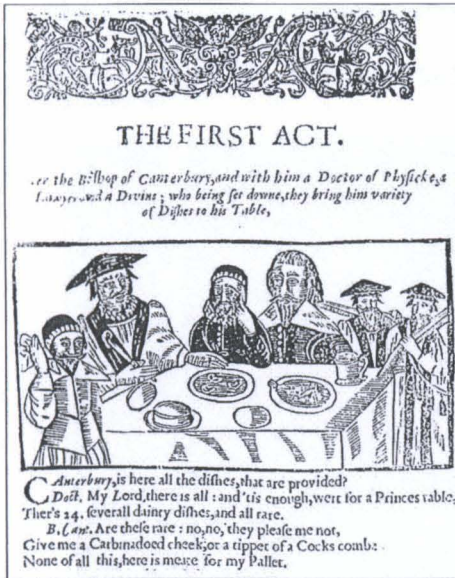 THE FIRST ACT.
the Bishop of Canterbury, and with him a Doctor of Physicke, a
Lawyer and a Divine; who being set downe, they bring him variety
of Dishes to his Table,
CAnterbury, is here all the dishes, that are provided?
Doct. My Lord, there is all: and 'tis enough, wert for a Princes table,
Ther's 24. severall dainty dishes, and all rare.
B. Cant. Are these rare: no, no, they please me not,
Give me a Carbinadoed cheek, or a tippet of a Cocks combe:
None of all this, here is meate for my Pallet.